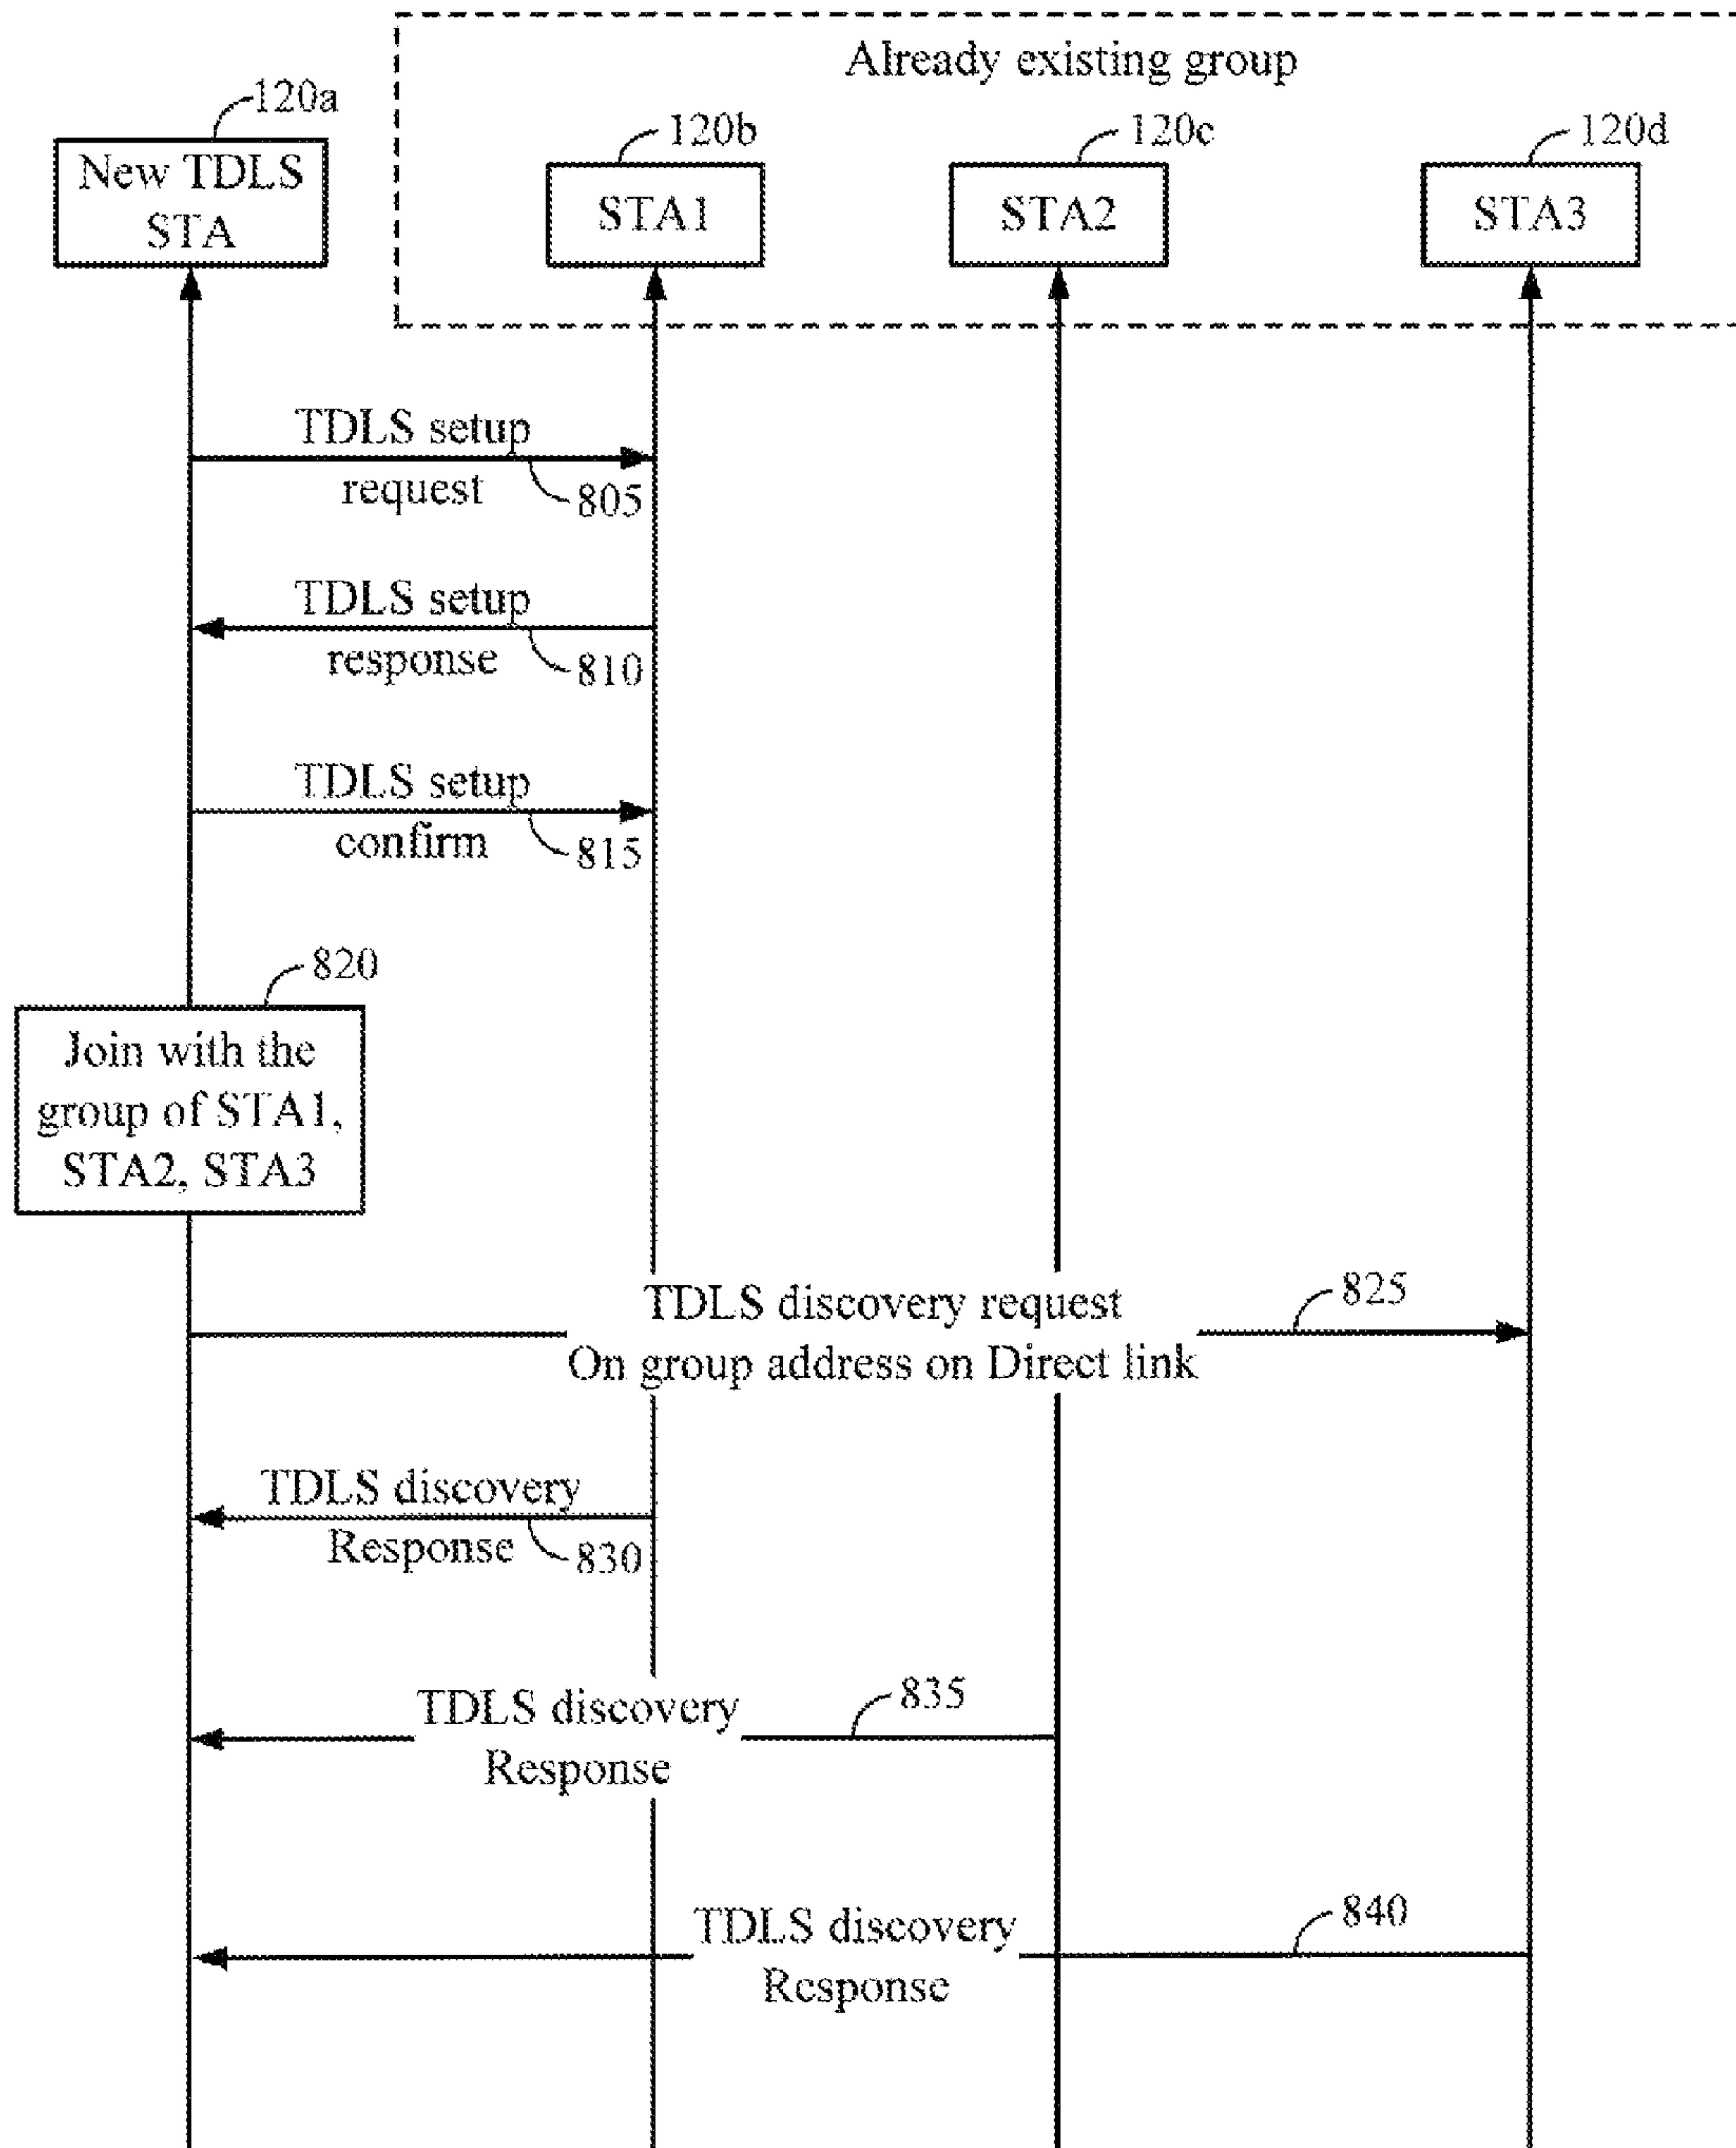 Already existing group
120a
120b
120c
120d
New TDLS
STA
STA1
STA2
STA3
TDLS setup
request
805
TDLS setup
response
810
TDLS setup
confirm
815
820
Join with the
group of STA1,
STA2, STA3
TDLS discovery request
On group address on Direct link
825
TDLS discovery
Response
830
TDLS discovery
Response
835
TDLS discovery
Response
840